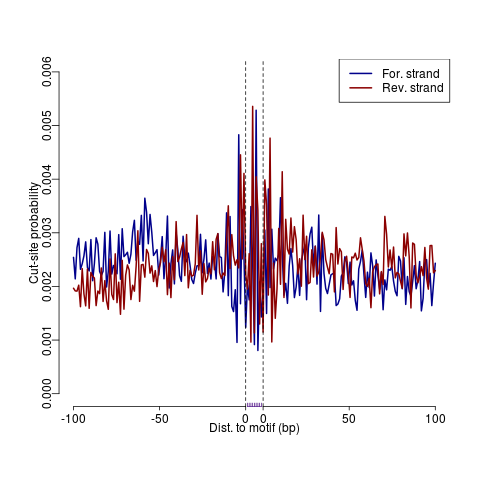 For. strand
Rev. strand
Cut-site probability
0.006
0.005
0.004
0.003
0.002
0.001
0.000
-100 -50 0 0 50 100
Dist. to motif (bp)